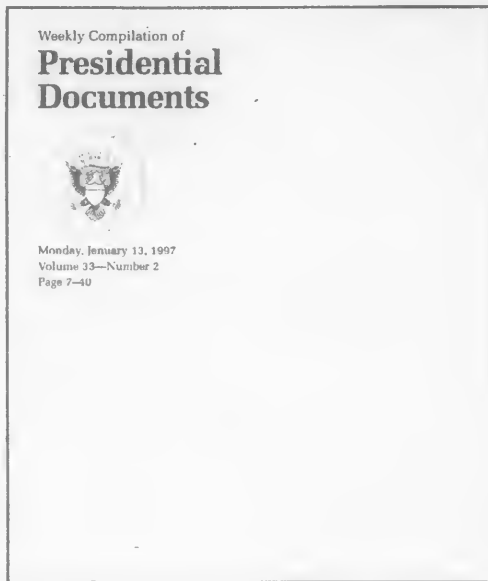 Weekly Compilation of
Presidential
Documents
Monday, January 13, 1997
Volume 33—Number 2
Page 7–40